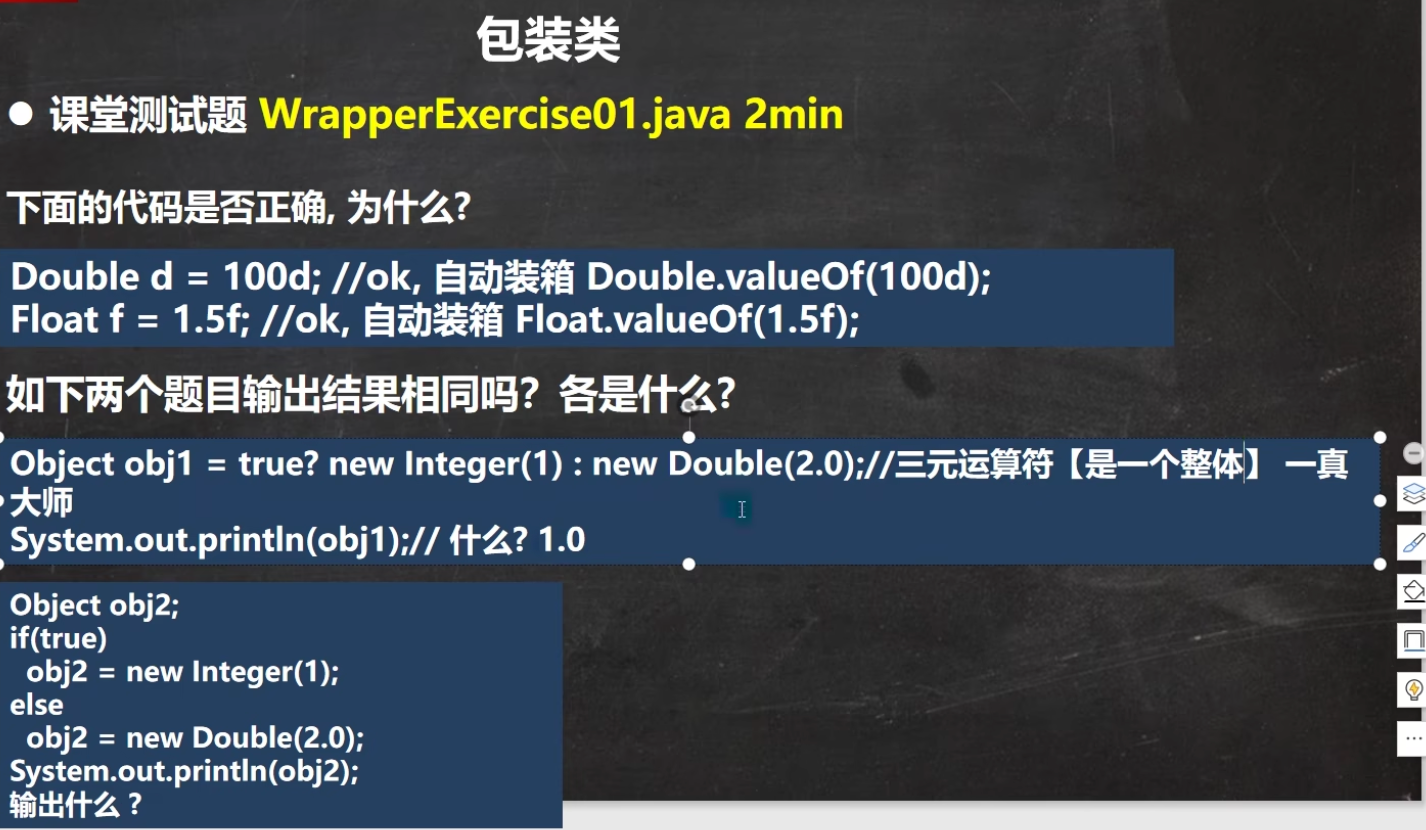 包装类
● 课堂测试题 WrapperExercise01.java 2min
下面的代码是否正确, 为什么?
Double d = 100d; //ok, 自动装箱 Double.valueOf(100d);
Float f = 1.5f; //ok, 自动装箱 Float.valueOf(1.5f);
如下两个题目输出结果相同吗？各是什么?
Object obj1 = true? new Integer(1) : new Double(2.0);//三元运算符【是一个整体】 一真
大师
System.out.println(obj1);// 什么? 1.0
Object obj2;
if(true)
obj2 = new Integer(1);
else
obj2 = new Double(2.0);
System.out.println(obj2);
输出什么 ?